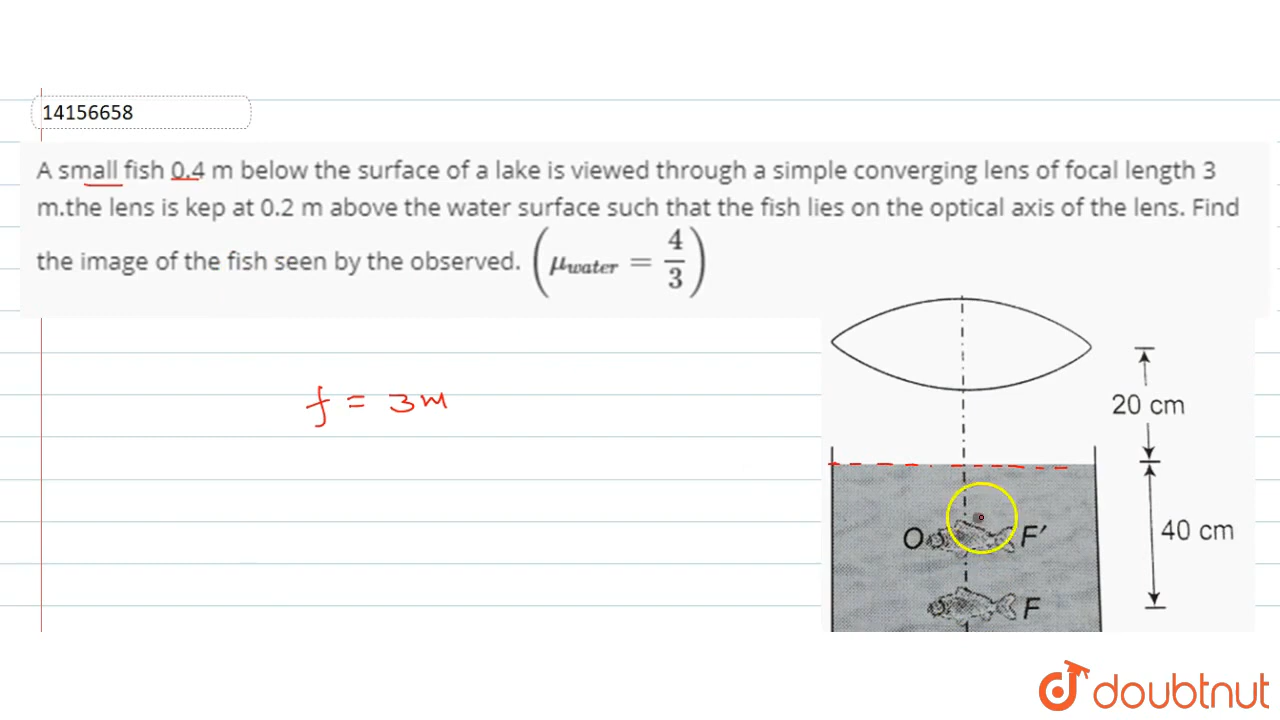 14156658
A small fish 0.4 m below the surface of a lake is viewed through a simple converging lens of focal length 3
m.the lens is kep at 0.2 m above the water surface such that the fish lies on the optical axis of the lens. Find
the image of the fish seen by the observed. (μwater = 4/3)
f = 3m
20 cm
O F′
40 cm
F
doubtnut